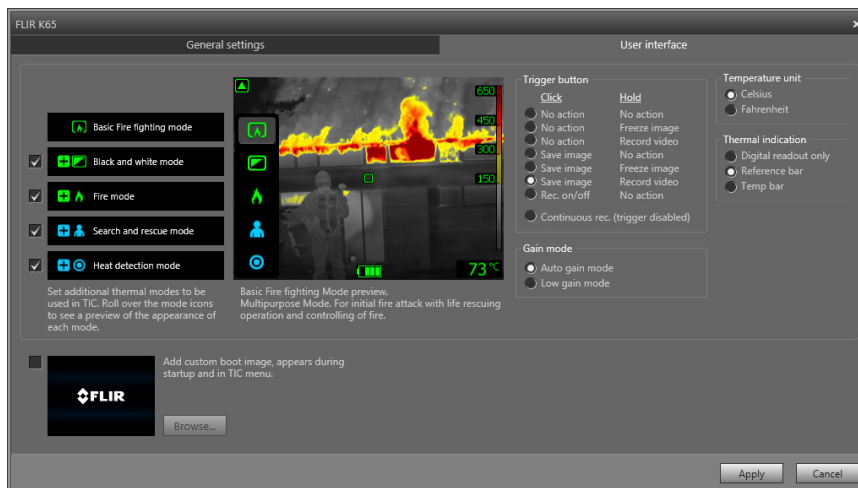 FLIR K65
General settings
User interface
Basic Fire fighting mode
Black and white mode
Fire mode
Search and rescue mode
Heat detection mode
Set additional thermal modes to be
used in TIC. Roll over the mode icons
to see a preview of the appearance of
each mode.
650
450
300
150
73°C
Basic Fire fighting Mode preview.
Multipurpose Mode. For initial fire attack with life rescuing
operation and controlling of fire.
Trigger button
Click Hold
No action No action
No action Freeze image
No action Record video
Save image No action
Save image Freeze image
Save image Record video
Rec. on/off No action
Continuous rec. (trigger disabled)
Gain mode
Auto gain mode
Low gain mode
Temperature unit
Celsius
Fahrenheit
Thermal indication
Digital readout only
Reference bar
Temp bar
FLIR
Add custom boot image, appears during
startup and in TIC menu.
Browse...
Apply
Cancel